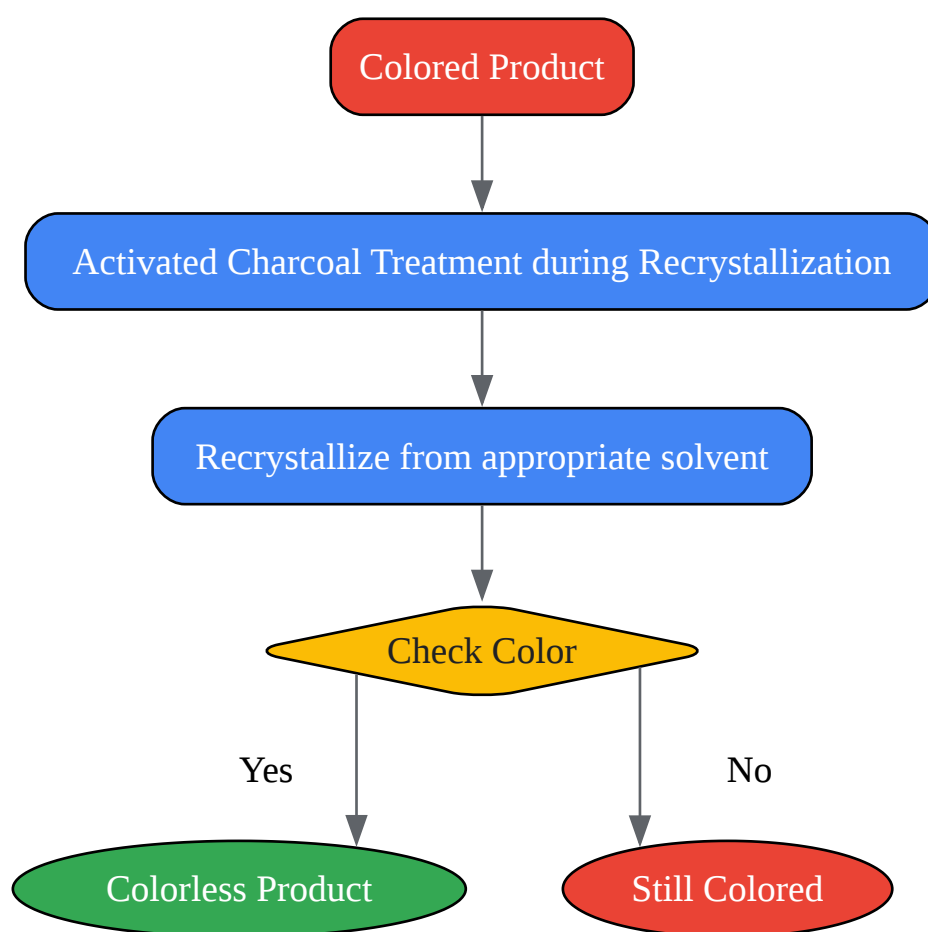 Colored Product
Activated Charcoal Treatment during Recrystallization
Recrystallize from appropriate solvent
Check Color
Yes
No
Colorless Product
Still Colored